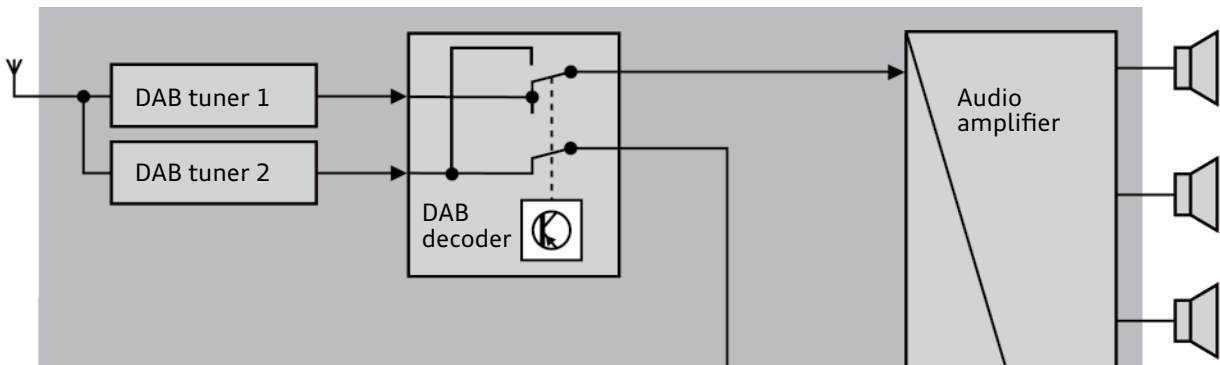 DAB tuner 1
DAB tuner 2
DAB
decoder
Audio
amplifier